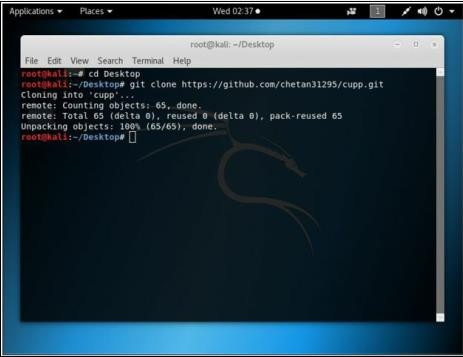 Applications Places Wed 02:37 1
root@kali: ~/Desktop
File Edit View Search Terminal Help
root@kali:~# cd Desktop
root@kali:~/Desktop# git clone https://github.com/chetan31295/cupp.git
Cloning into 'cupp'...
remote: Counting objects: 65, done.
remote: Total 65 (delta 0), reused 0 (delta 0), pack-reused 65
Unpacking objects: 100% (65/65), done.
root@kali:~/Desktop#